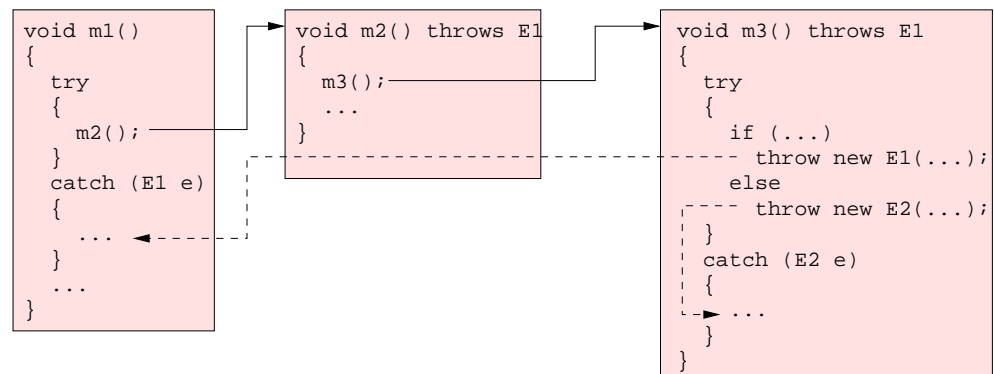 void m1()
{
try
{
m2();
}
catch (E1 e)
{
...
}
...
}
void m2() throws E1
{
m3();
...
}
void m3() throws E1
{
try
{
if (...)
throw new E1(...);
else
throw new E2(...);
}
catch (E2 e)
{
...
}
}